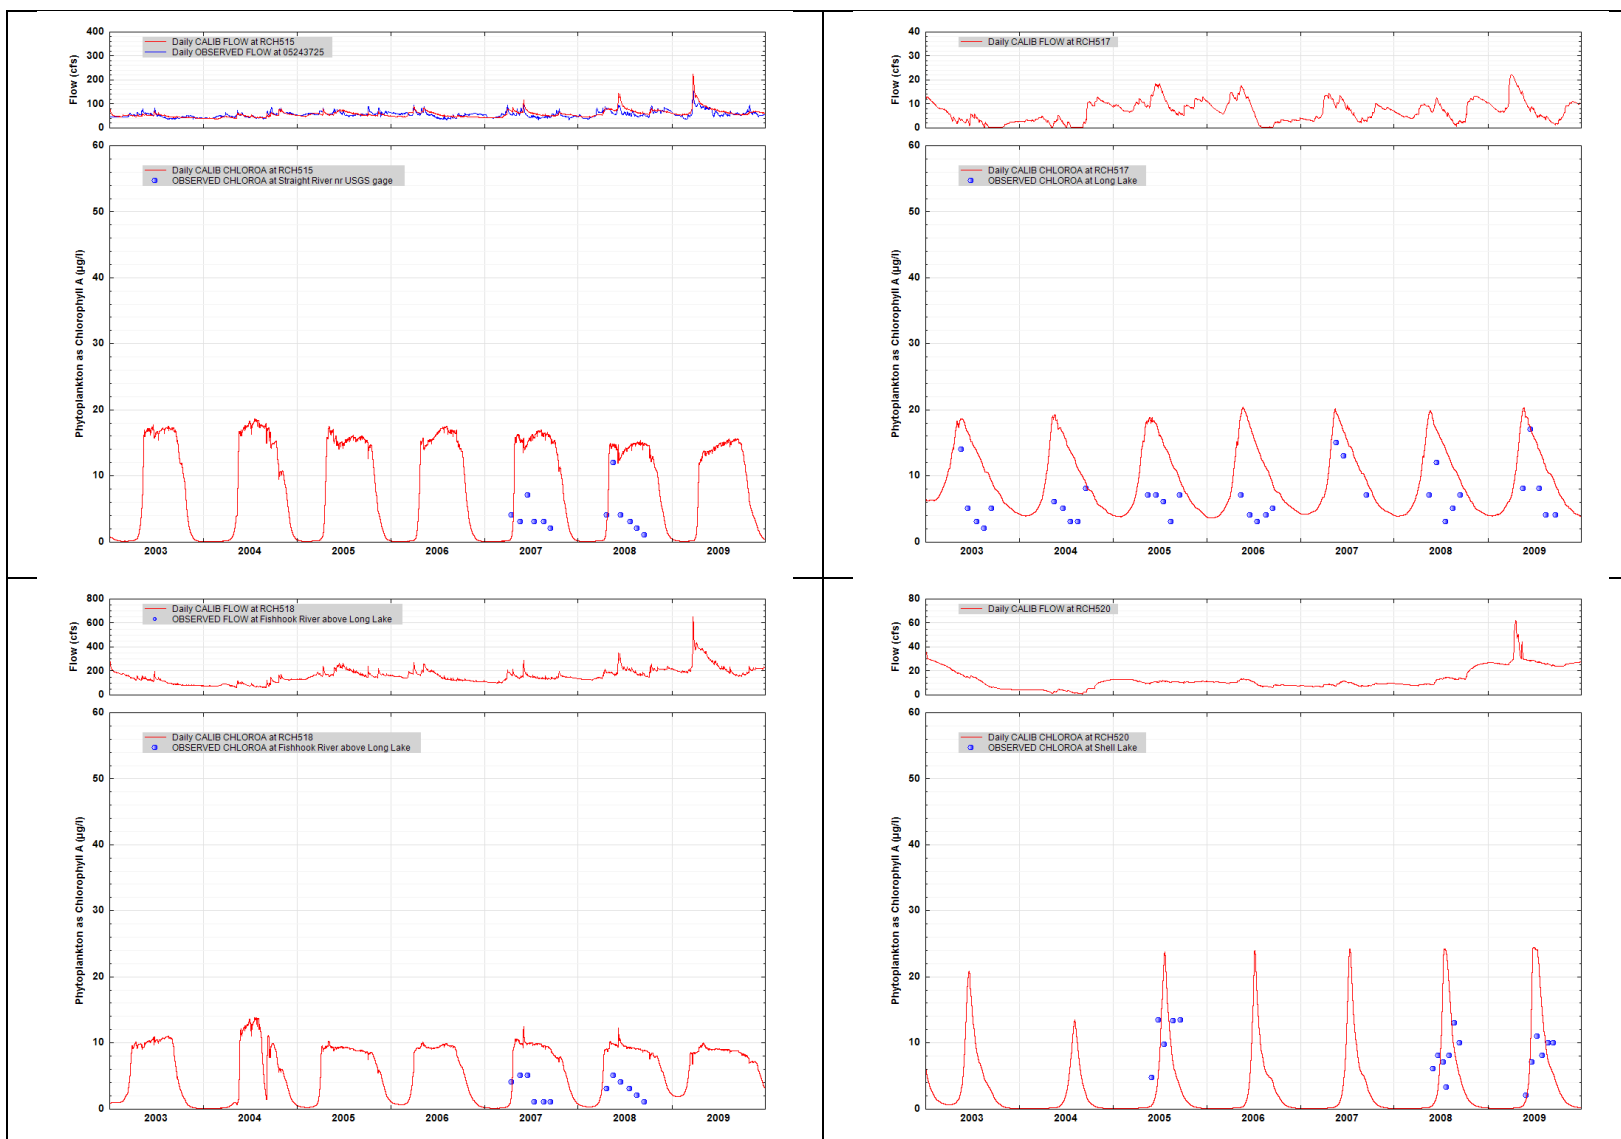 400
300
200
100
0
Flow (cfs)
Daily CALIB FLOW at RCH515
Daily OBSERVED FLOW at 05243725
60
50
40
30
20
10
0
Phytoplankton as Chlorophyll A (µg/l)
Daily CALIB CHLOROA at RCH515
OBSERVED CHLOROA at Straight River nr USGS gage
2003 2004 2005 2006 2007 2008 2009
40
30
20
10
0
Flow (cfs)
Daily CALIB FLOW at RCH517
60
50
40
30
20
10
0
Phytoplankton as Chlorophyll A (µg/l)
Daily CALIB CHLOROA at RCH517
OBSERVED CHLOROA at Long Lake
2003 2004 2005 2006 2007 2008 2009
800
600
400
200
0
Flow (cfs)
Daily CALIB FLOW at RCH518
OBSERVED FLOW at Fishhook River above Long Lake
60
50
40
30
20
10
0
Phytoplankton as Chlorophyll A (µg/l)
Daily CALIB CHLOROA at RCH518
OBSERVED CHLOROA at Fishhook River above Long Lake
2003 2004 2005 2006 2007 2008 2009
80
60
40
20
0
Flow (cfs)
Daily CALIB FLOW at RCH520
60
50
40
30
20
10
0
Phytoplankton as Chlorophyll A (µg/l)
Daily CALIB CHLOROA at RCH520
OBSERVED CHLOROA at Shell Lake
2003 2004 2005 2006 2007 2008 2009